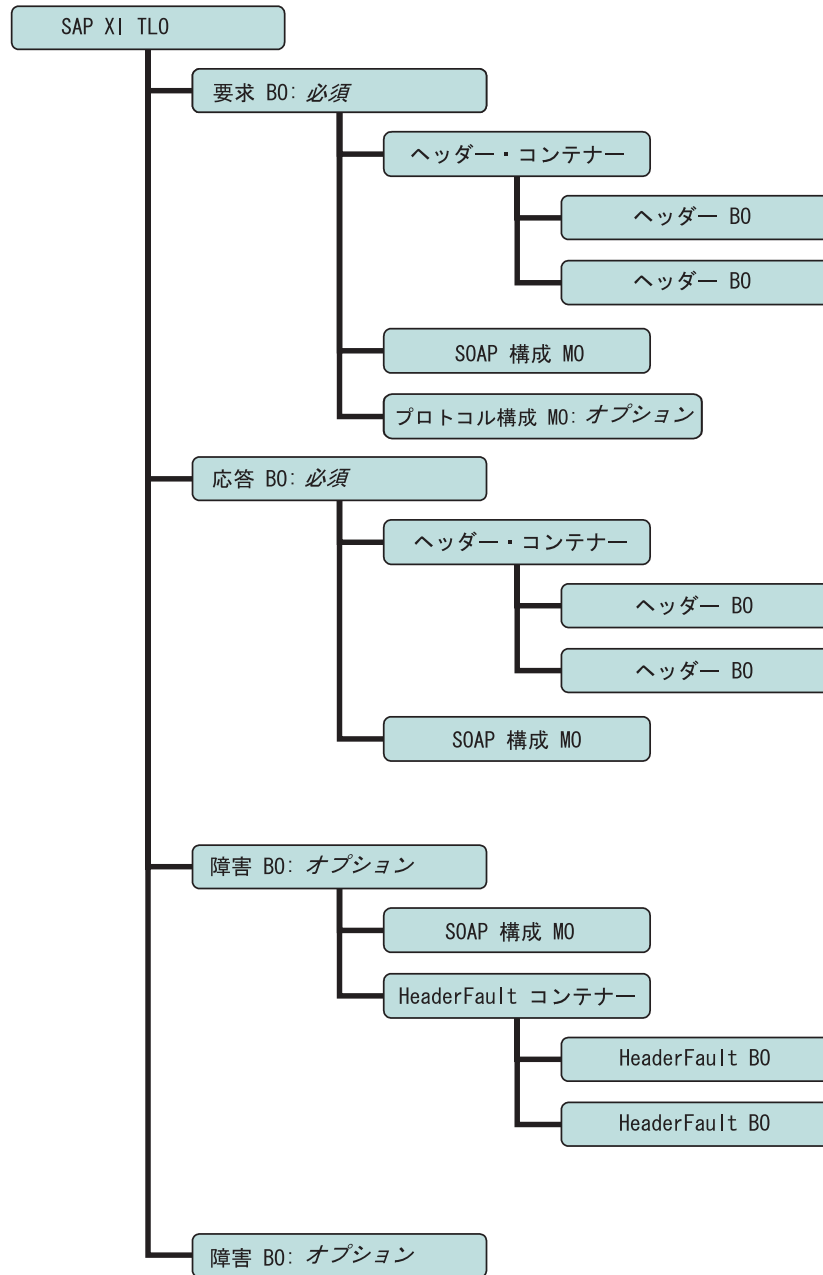 SAP XI TLO
要求 BO: 必須
ヘッダー・コンテナー
ヘッダー BO
ヘッダー BO
SOAP 構成 MO
プロトコル構成 MO: オプション
応答 BO: 必須
ヘッダー・コンテナー
ヘッダー BO
ヘッダー BO
SOAP 構成 MO
障害 BO: オプション
SOAP 構成 MO
HeaderFault コンテナー
HeaderFault BO
HeaderFault BO
障害 BO: オプション